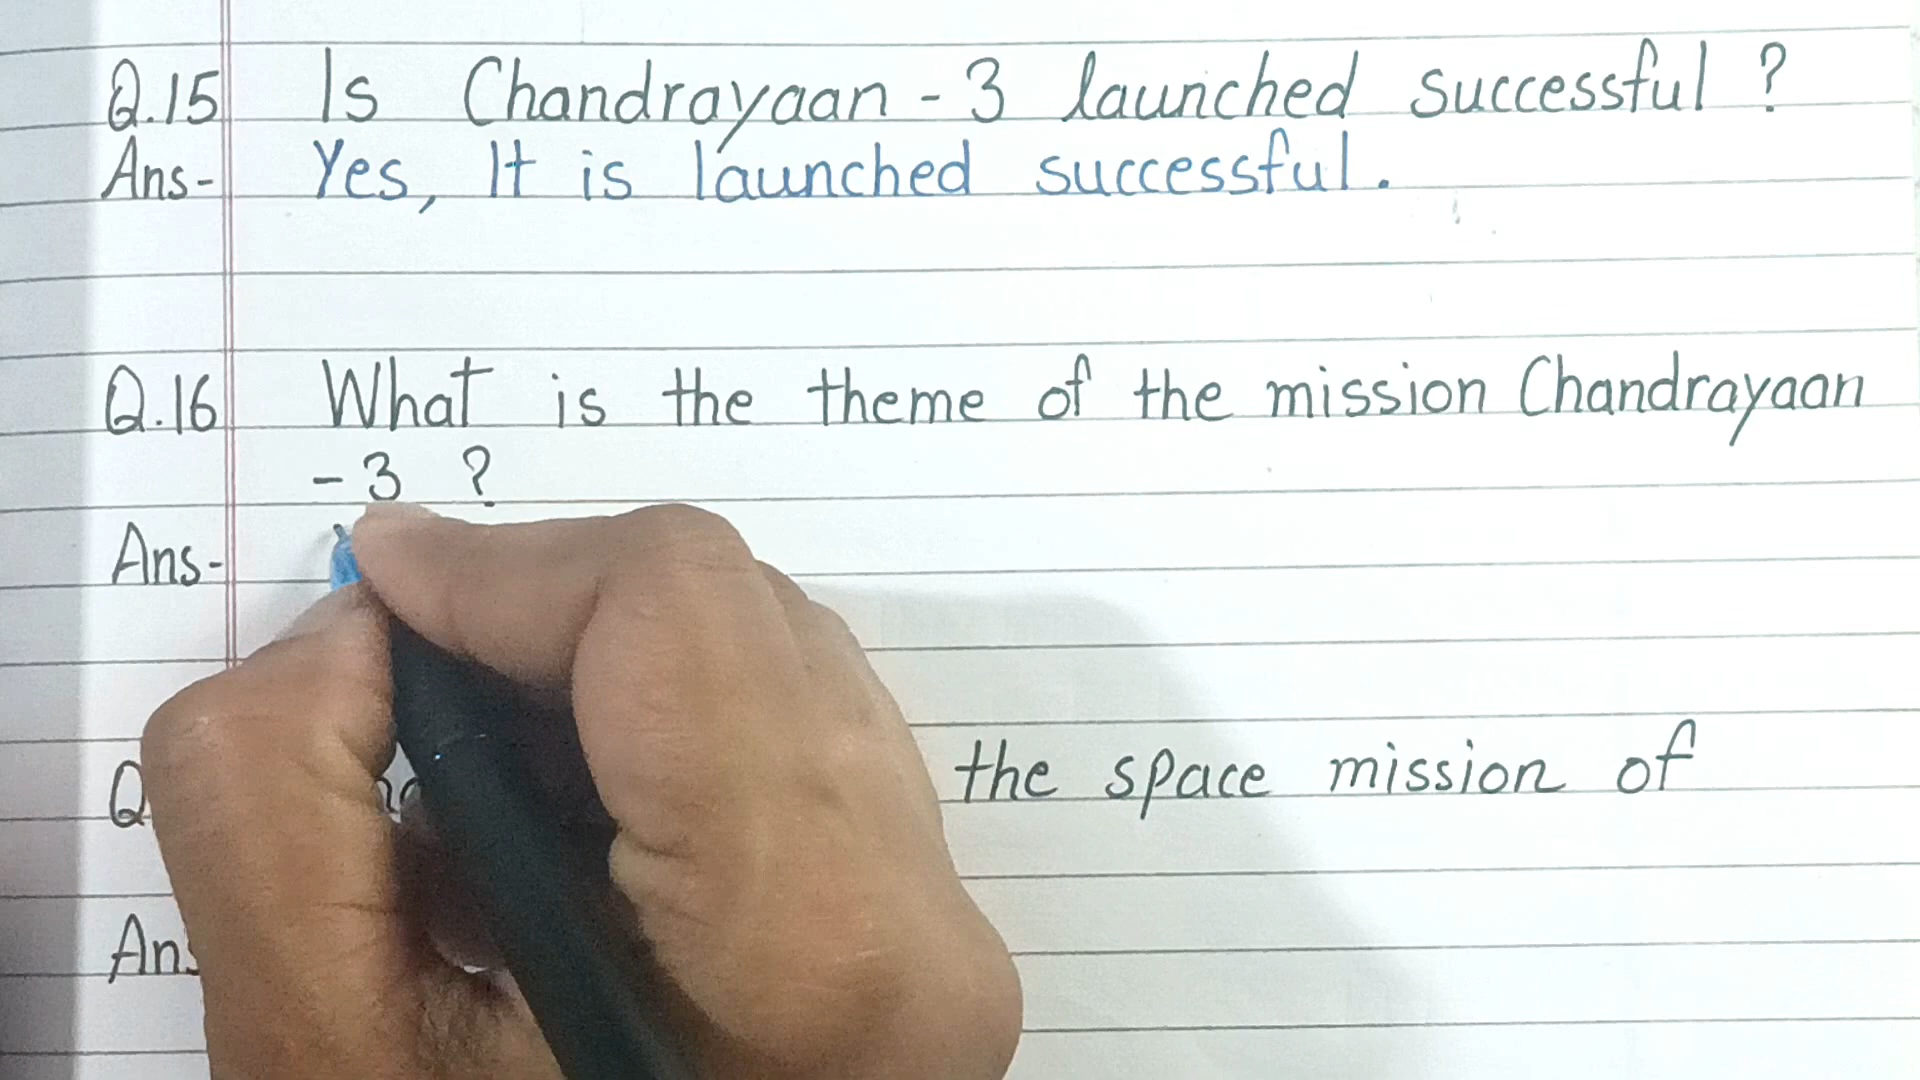 Q.15 Is Chandrayaan - 3 launched successful ?
Ans- Yes, It is launched successful.
Q.16 What is the theme of the mission Chandrayaan
- 3 ?
Ans-
the space mission of